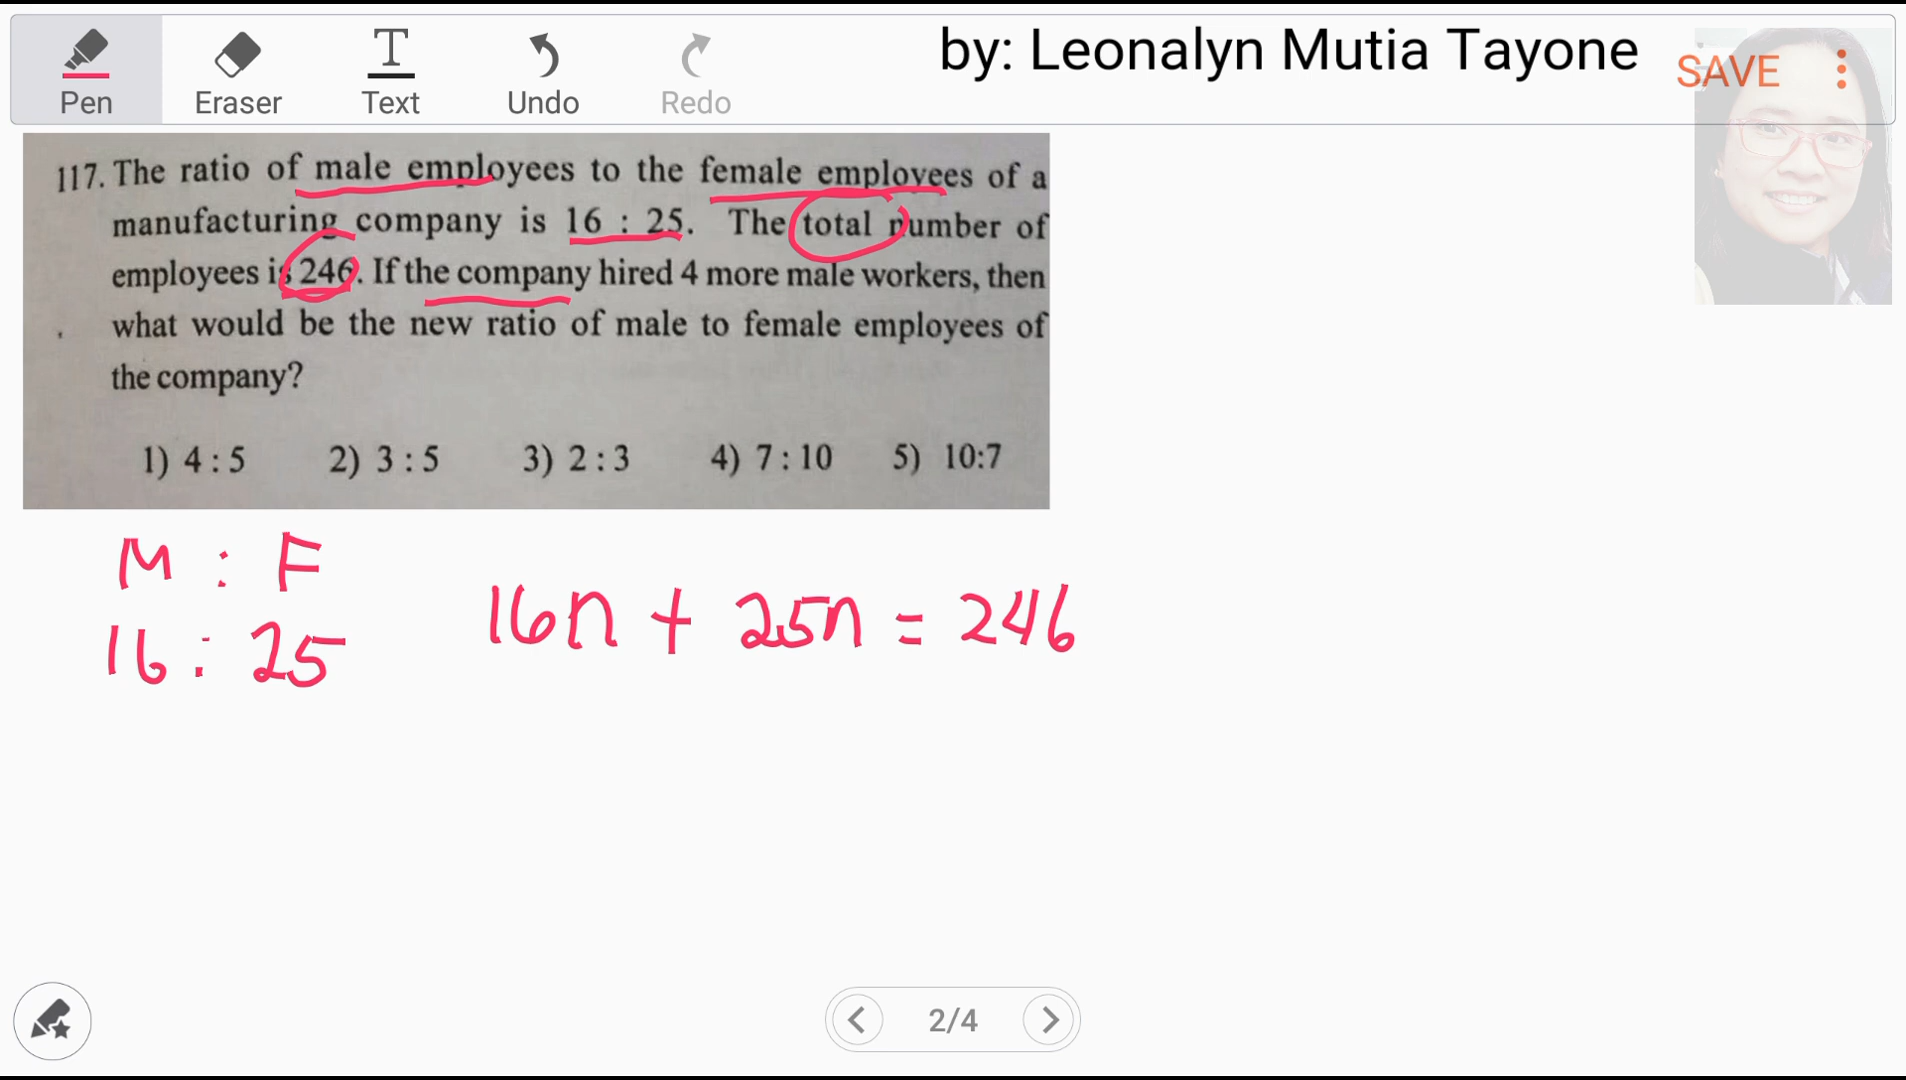 by: Leonalyn Mutia Tayone
SAVE
Pen Eraser Text Undo Redo
117. The ratio of male employees to the female employees of a
manufacturing company is 16 : 25. The total number of
employees is 246. If the company hired 4 more male workers, then
what would be the new ratio of male to female employees of
the company?
1) 4 : 5 2) 3 : 5 3) 2 : 3 4) 7 : 10 5) 10:7
M : F
16 : 25
16n + 25n = 246
2/4